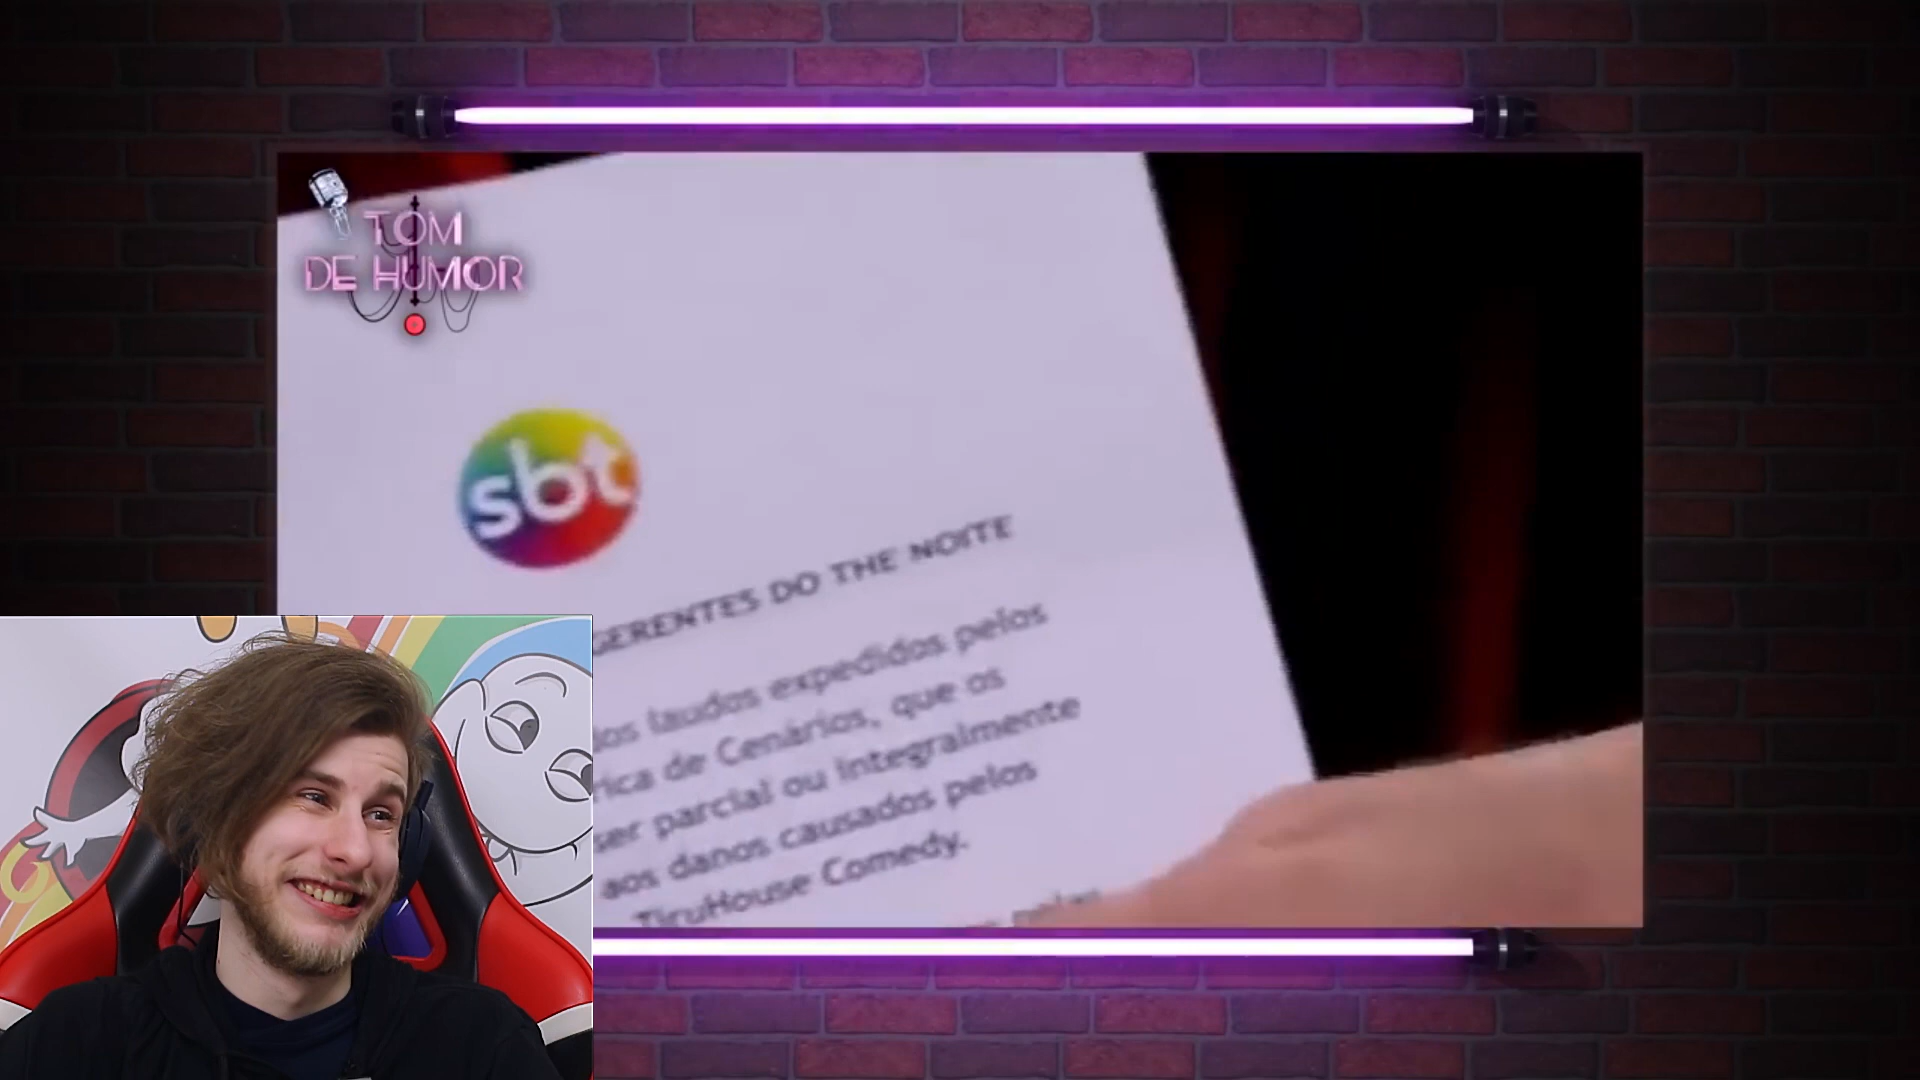 TOM
DE HUMOR
sbt
GERENTES DO THE NOITE
los laudos expedidos pelos
rica de Cenários, que os
ser parcial ou integralmente
aos danos causados pelos
TiruHouse Comedy.